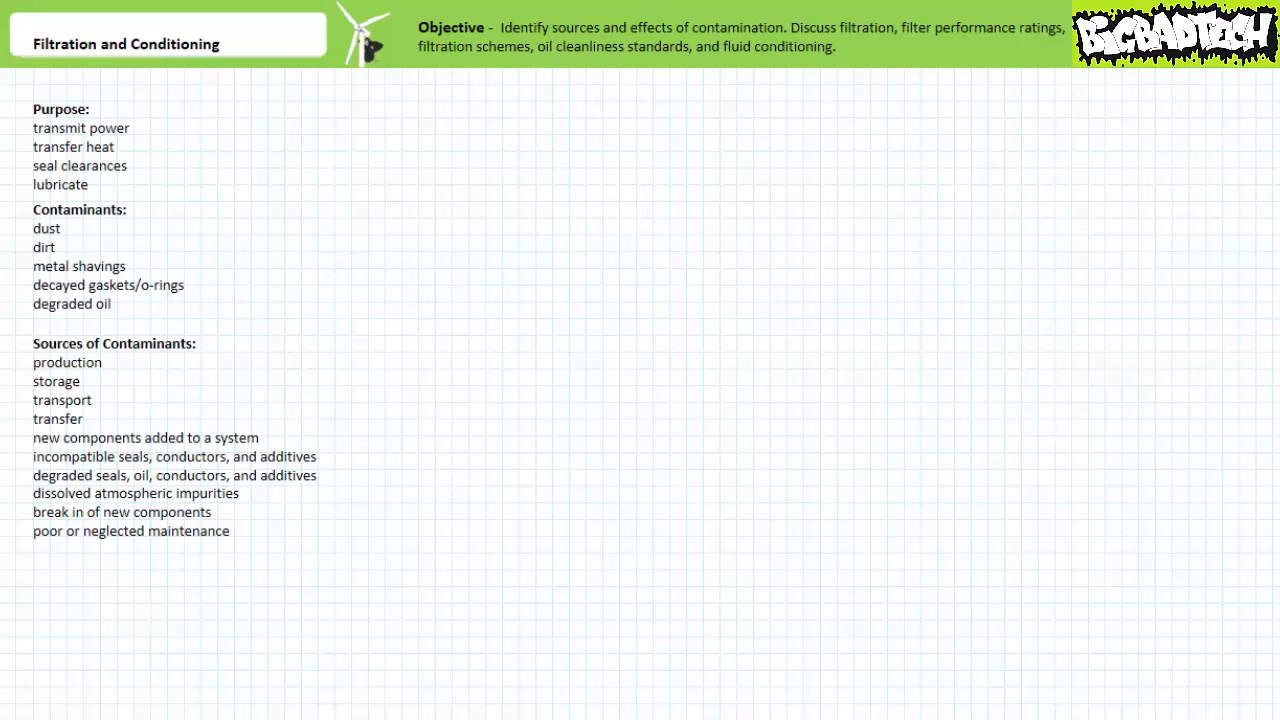 Filtration and Conditioning
Objective - Identify sources and effects of contamination. Discuss filtration, filter performance ratings,
filtration schemes, oil cleanliness standards, and fluid conditioning.
BIGBADTECH
Purpose:
transmit power
transfer heat
seal clearances
lubricate
Contaminants:
dust
dirt
metal shavings
decayed gaskets/o-rings
degraded oil
Sources of Contaminants:
production
storage
transport
transfer
new components added to a system
incompatible seals, conductors, and additives
degraded seals, oil, conductors, and additives
dissolved atmospheric impurities
break in of new components
poor or neglected maintenance